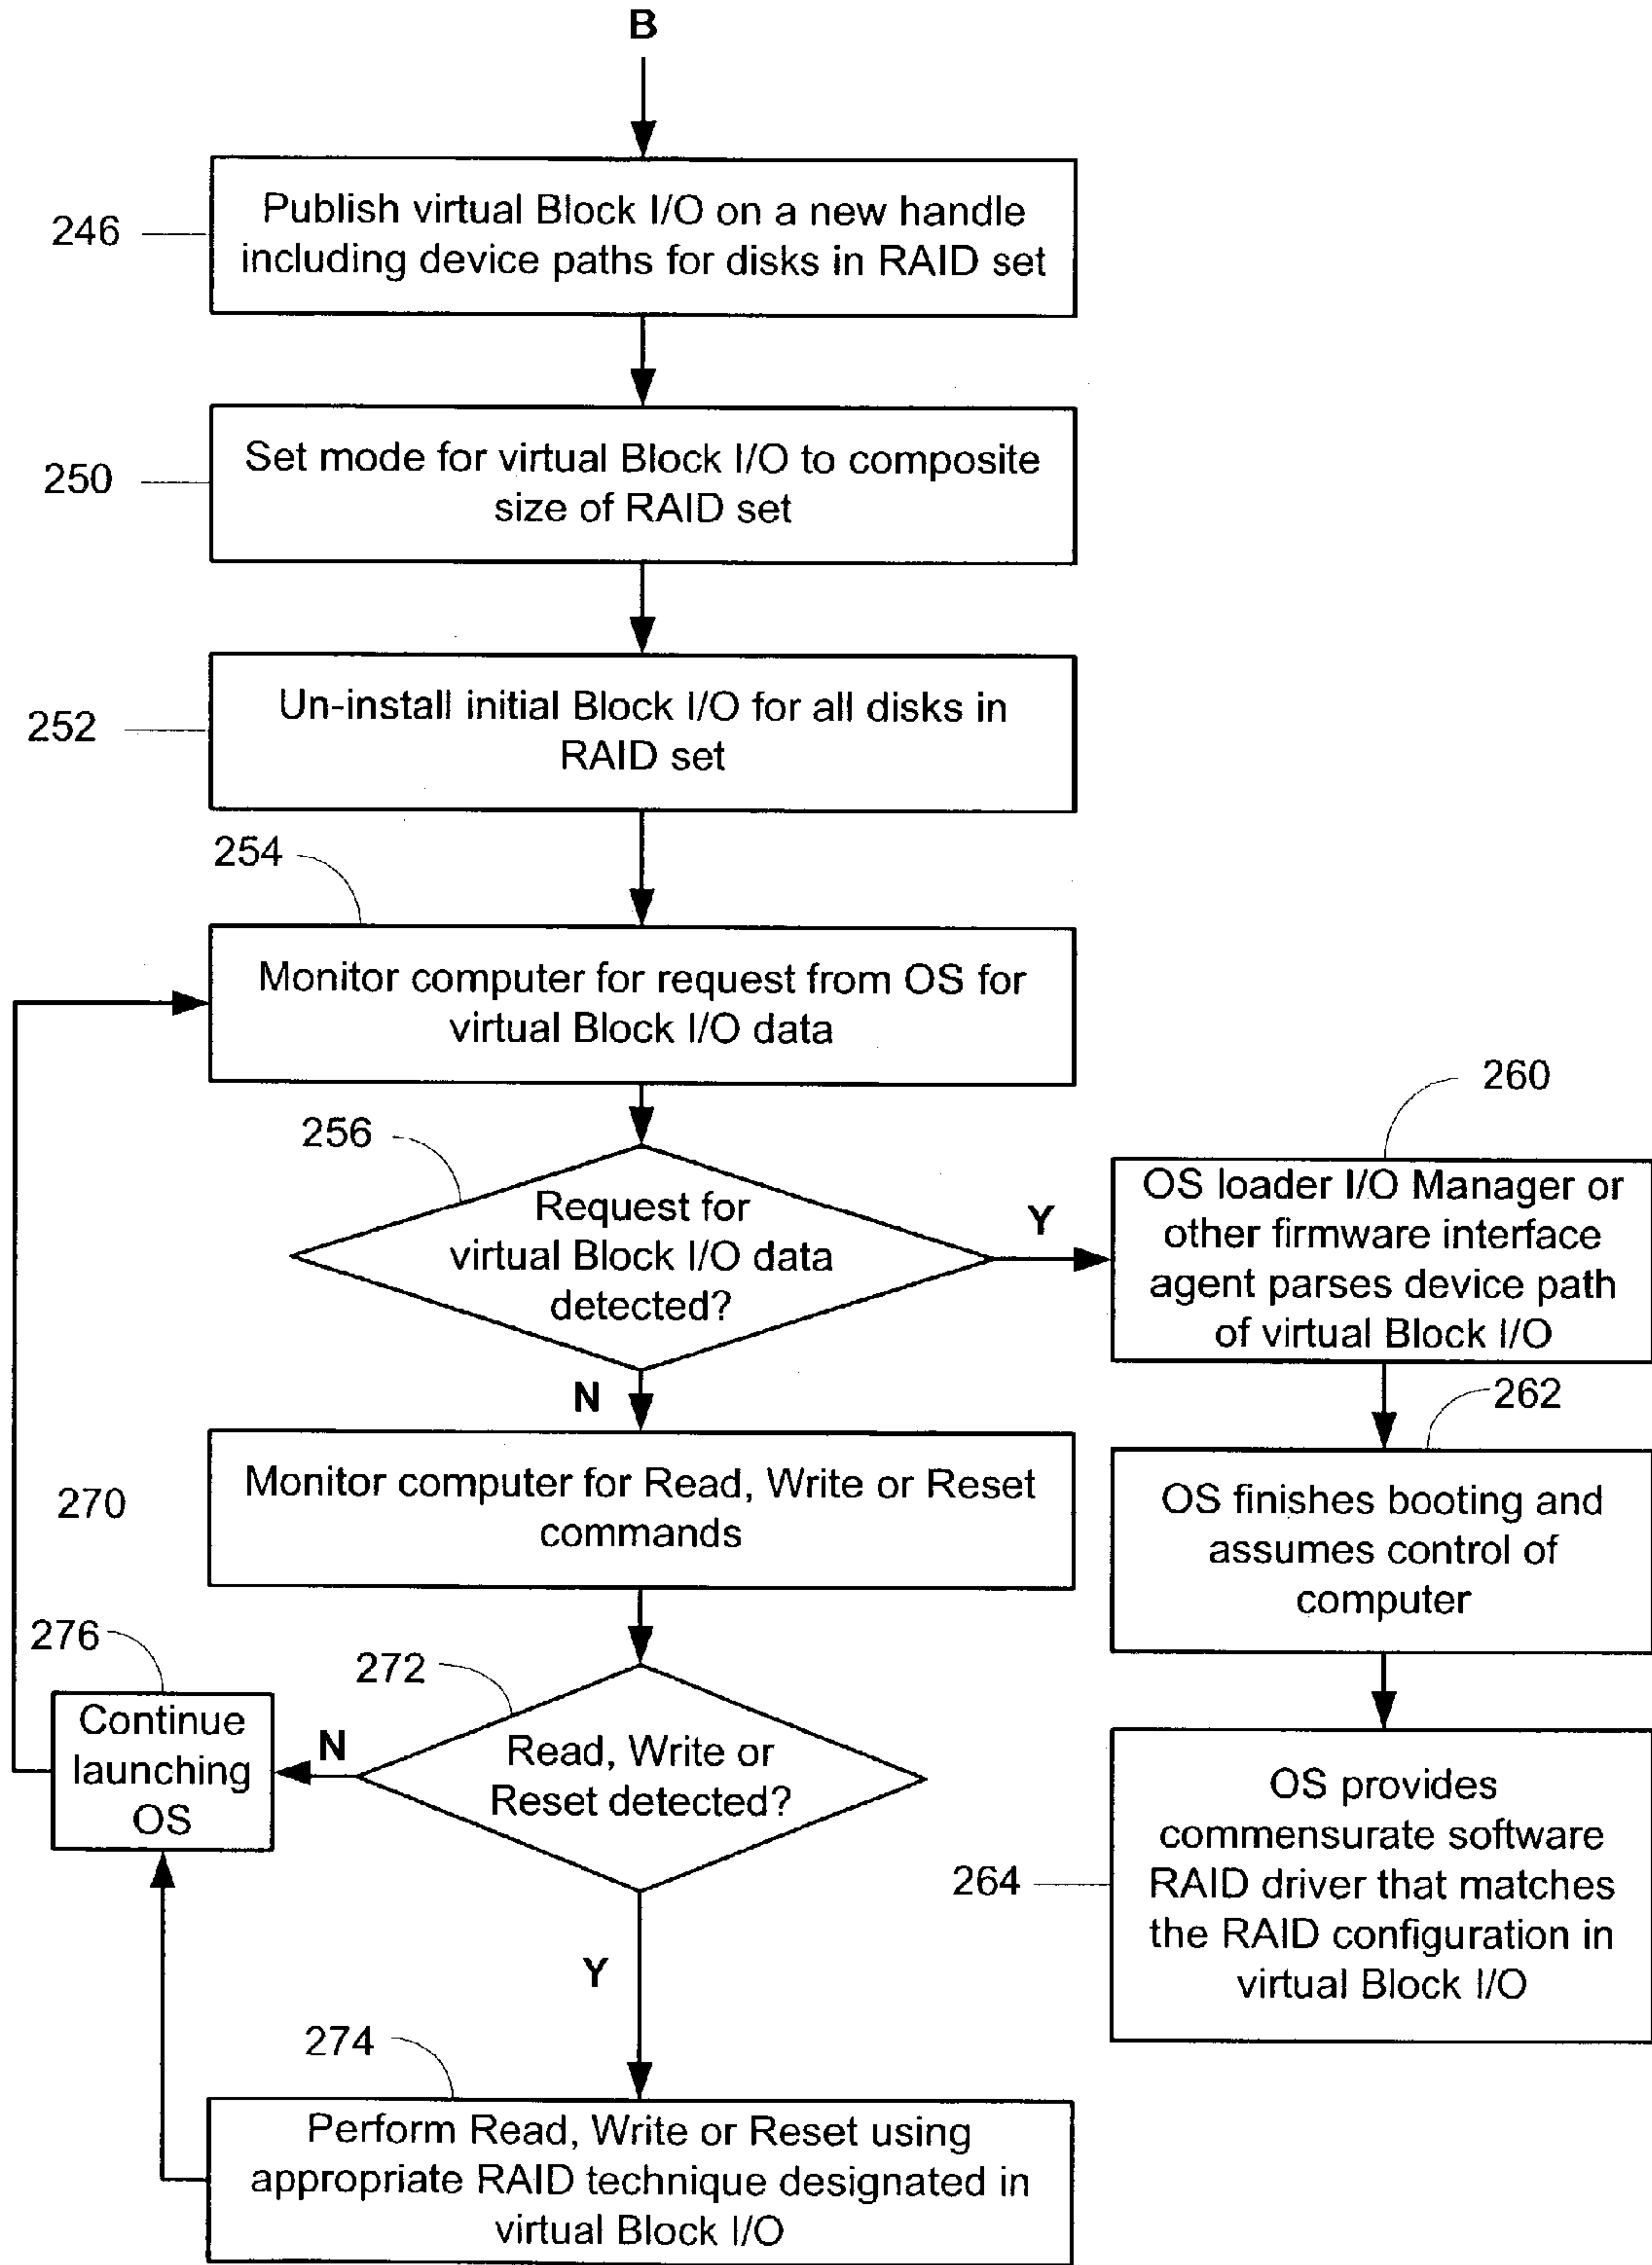 B
246
Publish virtual Block I/O on a new handle
including device paths for disks in RAID set
250
Set mode for virtual Block I/O to composite
size of RAID set
252
Un-install initial Block I/O for all disks in
RAID set
254
Monitor computer for request from OS for
virtual Block I/O data
256
Request for
virtual Block I/O data
detected?
Y
260
OS loader I/O Manager or
other firmware interface
agent parses device path
of virtual Block I/O
262
OS finishes booting and
assumes control of
computer
264
OS provides
commensurate software
RAID driver that matches
the RAID configuration in
virtual Block I/O
N
270
Monitor computer for Read, Write or Reset
commands
272
Read, Write or
Reset detected?
N
276
Continue
launching
OS
Y
274
Perform Read, Write or Reset using
appropriate RAID technique designated in
virtual Block I/O